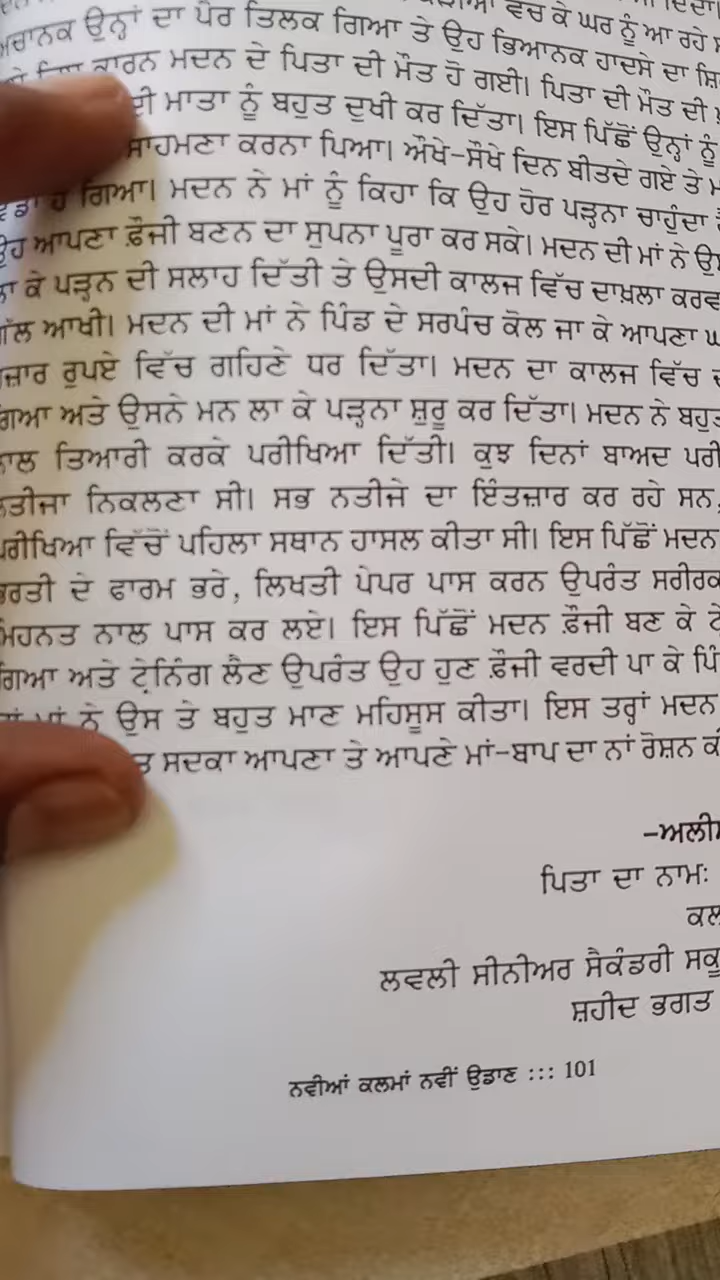 ਵੇਚ ਕੇ ਘਰ ਨੂੰ ਆ ਰਹੇ
ਅਚਾਨਕ ਉਨ੍ਹਾਂ ਦਾ ਪੈਰ ਤਿਲਕ ਗਿਆ ਤੇ ਉਹ ਭਿਆਨਕ ਹਾਦਸੇ ਦਾ
ਕਾਰਨ ਮਦਨ ਦੇ ਪਿਤਾ ਦੀ ਮੌਤ ਹੋ ਗਈ। ਪਿਤਾ ਦੀ ਮੌਤ ਦੀ
ਮਾਤਾ ਨੂੰ ਬਹੁਤ ਦੁਖੀ ਕਰ ਦਿੱਤਾ। ਇਸ ਪਿੱਛੋਂ ਉਨ੍ਹਾਂ ਨੂੰ
ਸਾਹਮਣਾ ਕਰਨਾ ਪਿਆ। ਔਖੇ-ਸੌਖੇ ਦਿਨ ਬੀਤਦੇ ਗਏ ਤੇ
ਗਿਆ। ਮਦਨ ਨੇ ਮਾਂ ਨੂੰ ਕਿਹਾ ਕਿ ਉਹ ਹੋਰ ਪੜ੍ਹਨਾ ਚਾਹੁੰਦਾ
ਉਹ ਆਪਣਾ ਫ਼ੌਜੀ ਬਣਨ ਦਾ ਸੁਪਨਾ ਪੂਰਾ ਕਰ ਸਕੇ। ਮਦਨ ਦੀ ਮਾਂ ਨੇ
ਕੇ ਪੜ੍ਹਨ ਦੀ ਸਲਾਹ ਦਿੱਤੀ ਤੇ ਉਸਦੀ ਕਾਲਜ ਵਿੱਚ ਦਾਖ਼ਲਾ
ਆਖੀ। ਮਦਨ ਦੀ ਮਾਂ ਨੇ ਪਿੰਡ ਦੇ ਸਰਪੰਚ ਕੋਲ ਜਾ ਕੇ ਆਪਣਾ
ਰੁਪਏ ਵਿੱਚ ਗਹਿਣੇ ਧਰ ਦਿੱਤਾ। ਮਦਨ ਦਾ ਕਾਲਜ ਵਿੱਚ
ਗਿਆ ਅਤੇ ਉਸਨੇ ਮਨ ਲਾ ਕੇ ਪੜ੍ਹਨਾ ਸ਼ੁਰੂ ਕਰ ਦਿੱਤਾ। ਮਦਨ ਨੇ
ਤਿਆਰੀ ਕਰਕੇ ਪਰੀਖਿਆ ਦਿੱਤੀ। ਕੁਝ ਦਿਨਾਂ ਬਾਅਦ
ਨਤੀਜਾ ਨਿਕਲਣਾ ਸੀ। ਸਭ ਨਤੀਜੇ ਦਾ ਇੰਤਜ਼ਾਰ ਕਰ ਰਹੇ ਸਨ,
ਪਰੀਖਿਆ ਵਿੱਚੋਂ ਪਹਿਲਾ ਸਥਾਨ ਹਾਸਲ ਕੀਤਾ ਸੀ। ਇਸ ਪਿੱਛੋਂ ਮਦਨ
ਭਰਤੀ ਦੇ ਫਾਰਮ ਭਰੇ, ਲਿਖਤੀ ਪੇਪਰ ਪਾਸ ਕਰਨ ਉਪਰੰਤ
ਮਿਹਨਤ ਨਾਲ ਪਾਸ ਕਰ ਲਏ। ਇਸ ਪਿੱਛੋਂ ਮਦਨ ਫ਼ੌਜੀ ਬਣ ਕੇ
ਗਿਆ ਅਤੇ ਟ੍ਰੇਨਿੰਗ ਲੈਣ ਉਪਰੰਤ ਉਹ ਹੁਣ ਫ਼ੌਜੀ ਵਰਦੀ ਪਾ ਕੇ
ਮਾਂ ਨੇ ਉਸ ਤੇ ਬਹੁਤ ਮਾਣ ਮਹਿਸੂਸ ਕੀਤਾ। ਇਸ ਤਰ੍ਹਾਂ ਮਦਨ
ਸਦਕਾ ਆਪਣਾ ਤੇ ਆਪਣੇ ਮਾਂ-ਬਾਪ ਦਾ ਨਾਂ ਰੋਸ਼ਨ
ਪਿਤਾ ਦਾ ਨਾਮ:
ਲਵਲੀ ਸੀਨੀਅਰ ਸੈਕੰਡਰੀ
ਸ਼ਹੀਦ ਭਗਤ
ਨਵੀਆਂ ਕਲਮਾਂ ਨਵੀਂ ਉਡਾਣ ::: 101